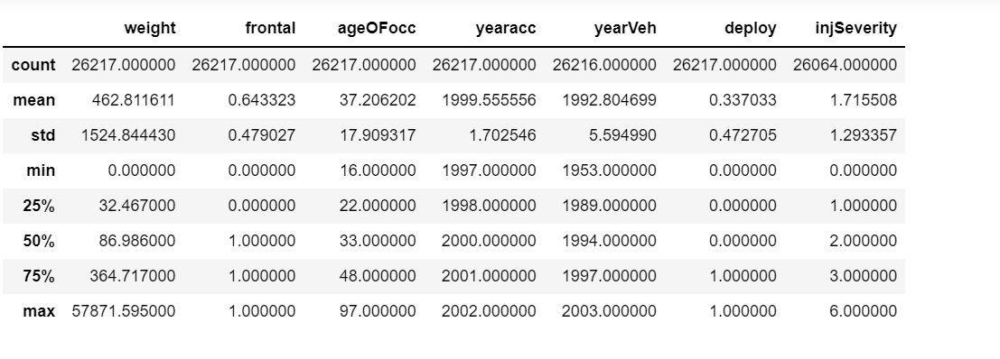 weight frontal ageOFocc yearacc yearVeh deploy injSeverity
count 26217.000000 26217.000000 26217.000000 26217.000000 26216.000000 26217.000000 26064.000000
mean 462.811611 0.643323 37.206202 1999.555556 1992.804699 0.337033 1.715508
std 1524.844430 0.479027 17.909317 1.702546 5.594990 0.472705 1.293357
min 0.000000 0.000000 16.000000 1997.000000 1953.000000 0.000000 0.000000
25% 32.467000 0.000000 22.000000 1998.000000 1989.000000 0.000000 1.000000
50% 86.986000 1.000000 33.000000 2000.000000 1994.000000 0.000000 2.000000
75% 364.717000 1.000000 48.000000 2001.000000 1997.000000 1.000000 3.000000
max 57871.595000 1.000000 97.000000 2002.000000 2003.000000 1.000000 6.000000